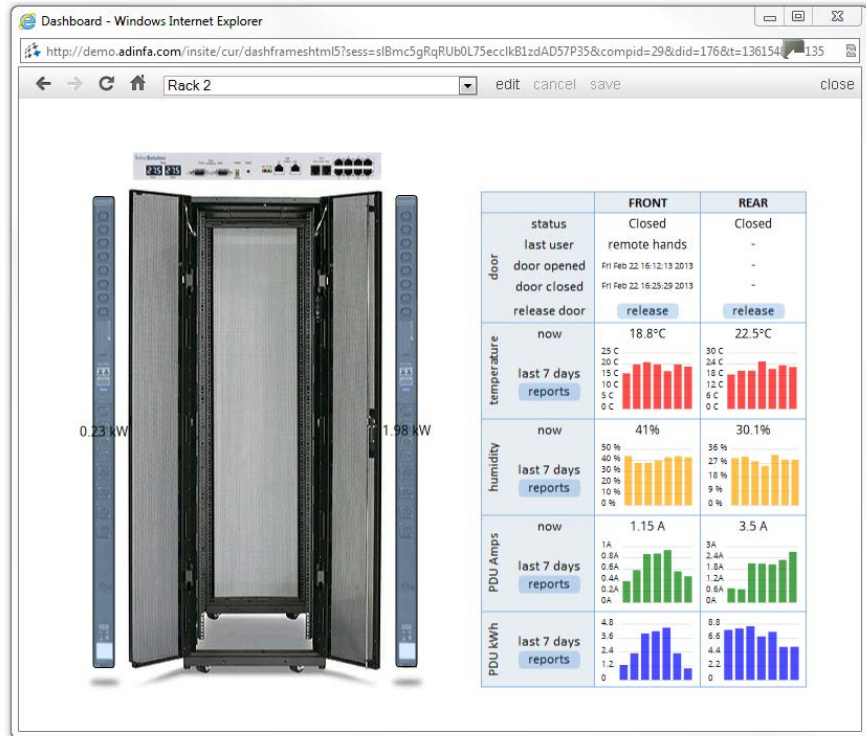 Dashboard - Windows Internet Explorer
http://demo.adinfa.com/insite/cur/dashframeshtml5?sess=
135
Rack 2
edit cancel save
close
275 275
0.23 kW
1.98 kW
FRONT REAR
door
status Closed Closed
last user remote hands -
door opened Fri Feb 22 16:12:13 2013 -
door closed Fri Feb 22 16:25:29 2013 -
release door release release
temperature
now 18.8°C 22.5°C
last 7 days
reports
25 C
20 C
15 C
10 C
5 C
0 C
30 C
24 C
18 C
12 C
6 C
0 C
humidity
now 41% 30.1%
last 7 days
reports
50 %
40 %
30 %
20 %
10 %
0 %
36 %
27 %
18 %
9 %
0 %
PDU Amps
now 1.15 A 3.5 A
last 7 days
reports
1A
0.8A
0.6A
0.4A
0.2A
0A
3A
2.4A
1.8A
1.2A
0.6A
0A
PDU kWh
last 7 days
reports
4.8
3.6
2.4
1.2
0
8.8
6.6
4.4
2.2
0